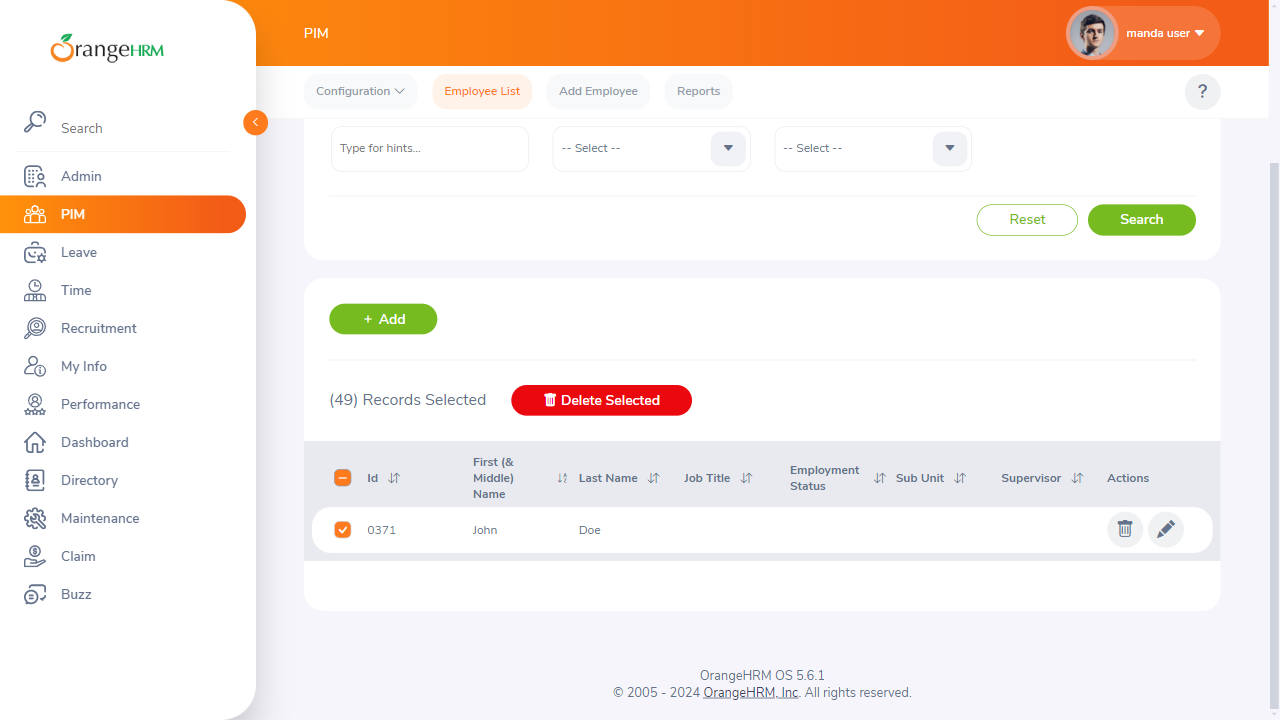 OrangeHRM
Search
Admin
PIM
Leave
Time
Recruitment
My Info
Performance
Dashboard
Directory
Maintenance
Claim
Buzz
PIM
manda user
Configuration
Employee List
Add Employee
Reports
?
Type for hints...
-- Select --
-- Select --
Reset
Search
+ Add
(49) Records Selected
Delete Selected
Id
First (&
Middle)
Name
Last Name
Job Title
Employment
Status
Sub Unit
Supervisor
Actions
0371
John
Doe
OrangeHRM OS 5.6.1
© 2005 - 2024 OrangeHRM, Inc. All rights reserved.